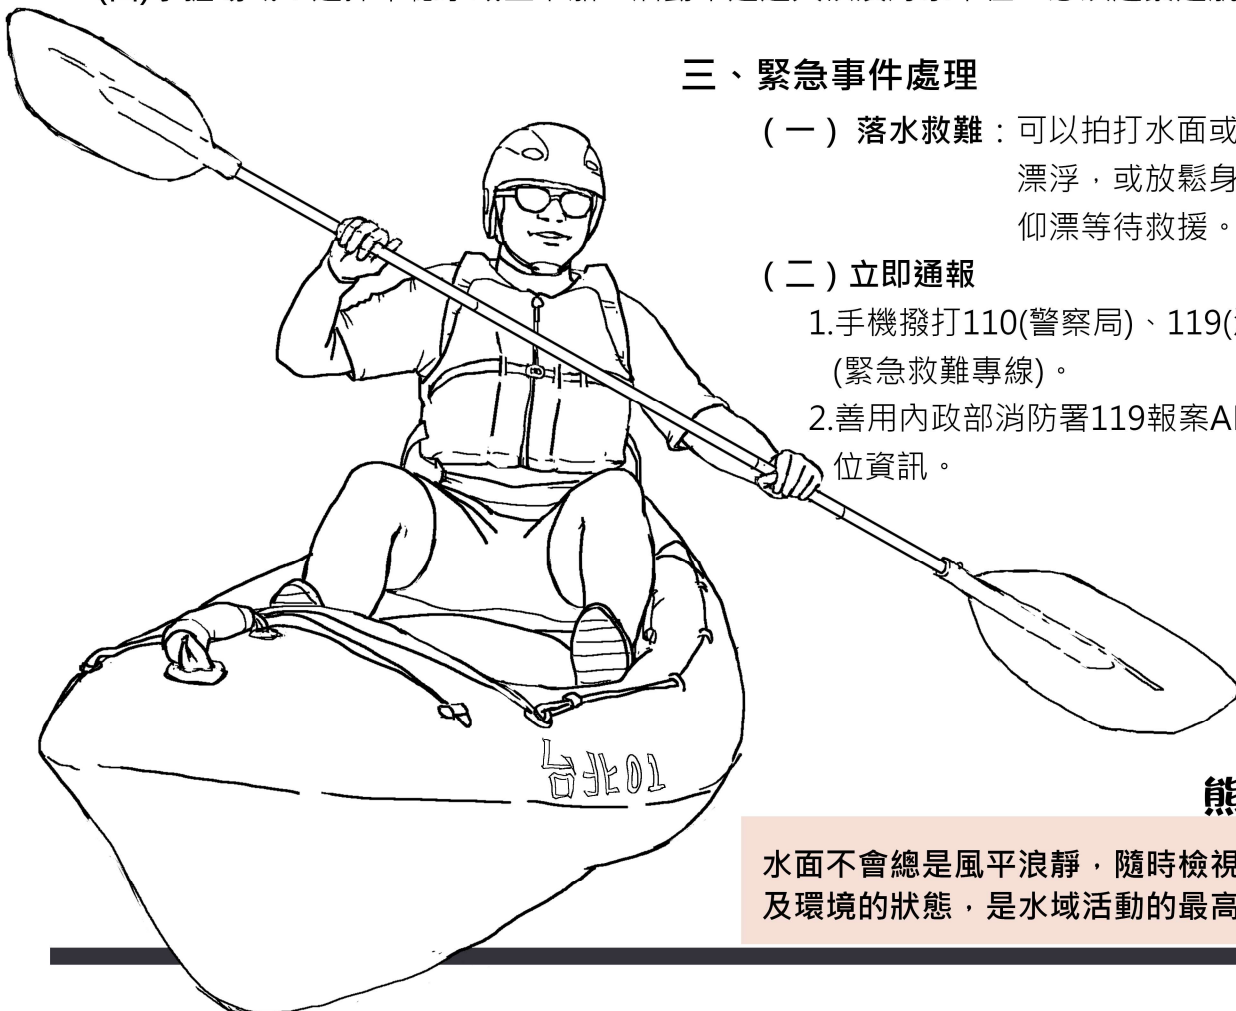 三、緊急事件處理
(一) 落水救難：可以拍打水面或
漂浮，或放鬆身
仰漂等待救援。
(二) 立即通報
1.手機撥打110(警察局)、119(
(緊急救難專線)。
2.善用內政部消防署119報案A
位資訊。
台北01
熊
水面不會總是風平浪靜，隨時檢視
及環境的狀態，是水域活動的最高